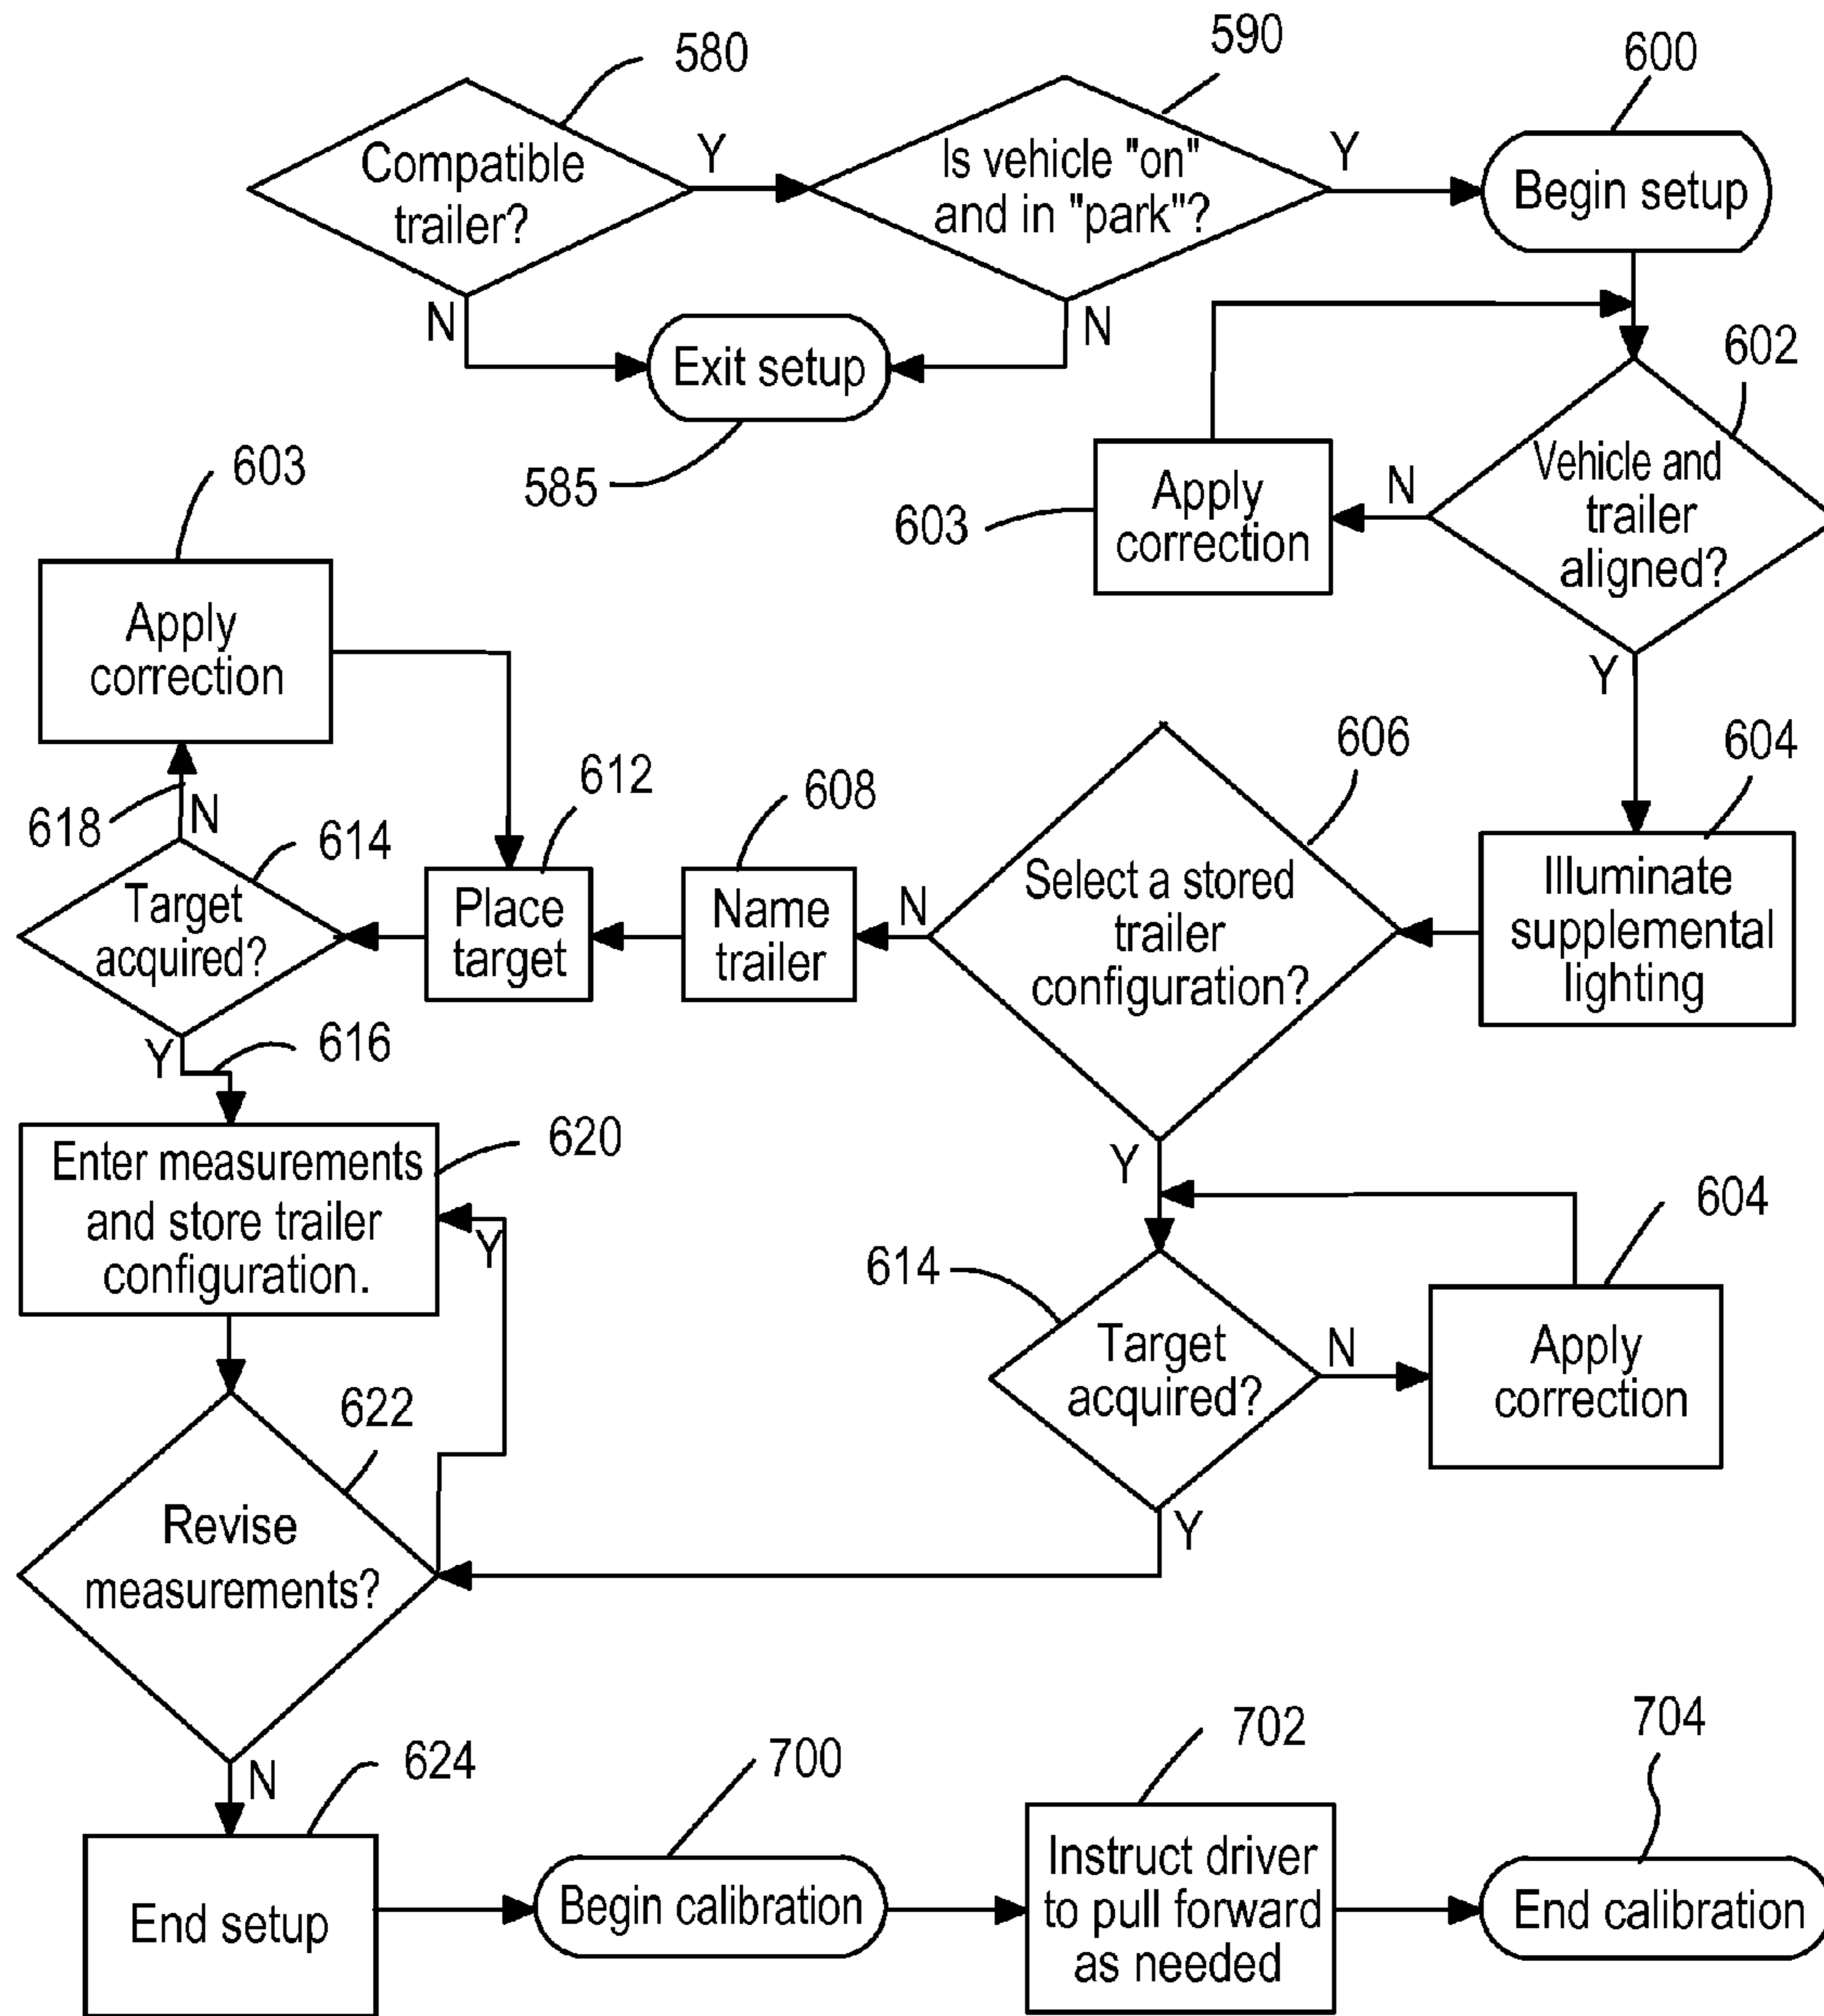 580
590
600
Compatible
trailer?
Y
Is vehicle "on"
and in "park"?
Y
Begin setup
N
N
Exit setup
585
602
Vehicle and
trailer
aligned?
N
Apply
correction
603
Y
603
Apply
correction
618
N
614
Target
acquired?
612
Place
target
608
Name
trailer
N
606
Select a stored
trailer
configuration?
604
Illuminate
supplemental
lighting
Y
616
Enter measurements
and store trailer
configuration.
620
Y
Y
614
Target
acquired?
N
604
Apply
correction
Y
622
Revise
measurements?
N
624
End setup
700
Begin calibration
702
Instruct driver
to pull forward
as needed
704
End calibration